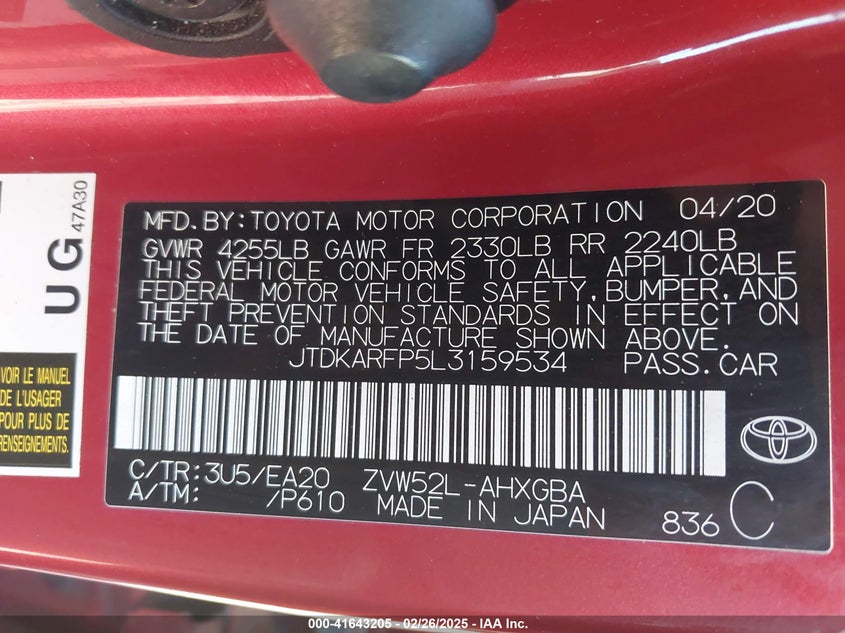 UG
47A30
VOIR LE MANUEL
DE L'USAGER
POUR PLUS DE
RENSEIGNEMENTS.
MFD.BY:TOYOTA MOTOR CORPORATION 04/20
GVWR 4255LB GAWR FR 2330LB RR 2240LB
THIS VEHICLE CONFORMS TO ALL APPLICABLE
FEDERAL MOTOR VEHICLE SAFETY,BUMPER,AND
THEFT PREVENTION STANDARDS IN EFFECT ON
THE DATE OF MANUFACTURE SHOWN ABOVE.
JTDKARFP5L3159534 PASS.CAR
C/TR:3U5/EA20 ZVW52L-AHXGBA
A/TM: /P610 MADE IN JAPAN 836 C
000-41643205 - 02/26/2025 - IAA Inc.